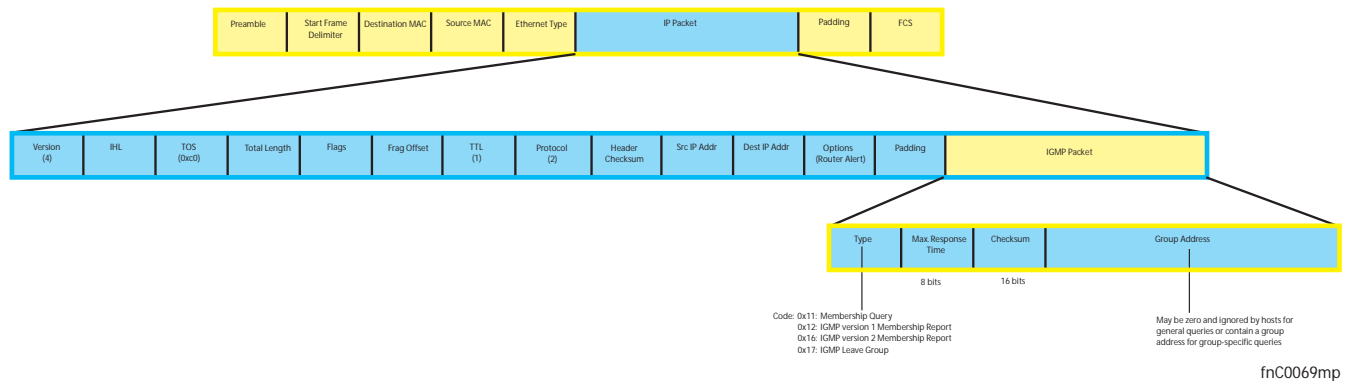 Preamble
Start Frame
Delimiter
Destination MAC
Source MAC
Ethernet Type
IP Packet
Padding
FCS
Version
(4)
IHL
TOS
(0xc0)
Total Length
Flags
Frag Offset
TTL
(1)
Protocol
(2)
Header
Checksum
Src IP Addr
Dest IP Addr
Options
(Router Alert)
Padding
IGMP Packet
Type
Max. Response
Time
Checksum
Group Address
8 bits
16 bits
Code: 0x11: Membership Query
0x12: IGMP version 1 Membership Report
0x16: IGMP version 2 Membership Report
0x17: IGMP Leave Group
May be zero and ignored by hosts for
general queries or contain a group
address for group-specific queries
fnC0069mp